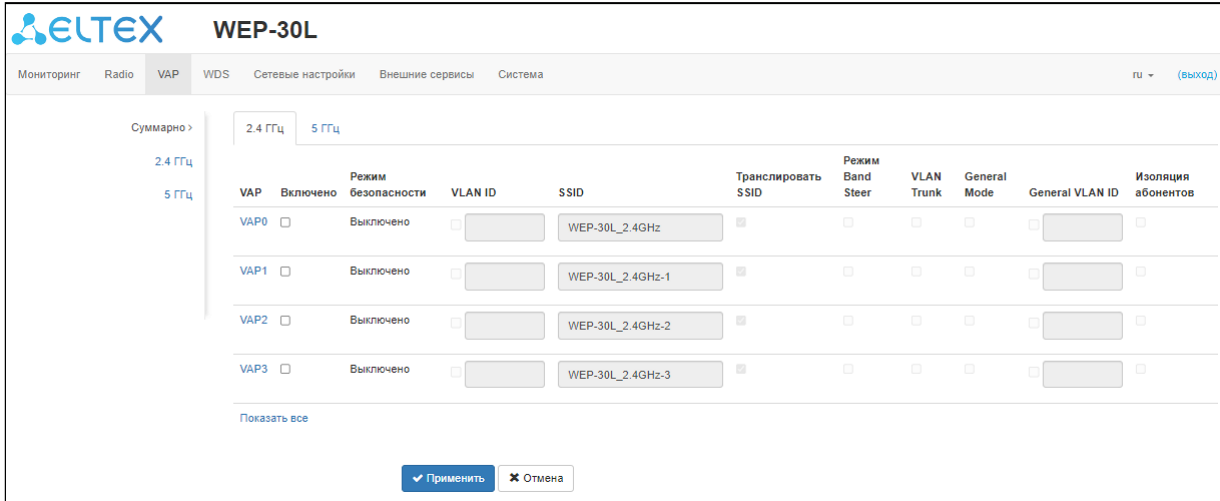 ELTEX WEP-30L
Мониторинг Radio VAP WDS Сетевые настройки Внешние сервисы Система ru (выход)
Суммарно >
2.4 ГГц
5 ГГц
2.4 ГГц 5 ГГц
VAP Включено Режим безопасности VLAN ID SSID Транслировать SSID Режим Band Steer VLAN Trunk General Mode General VLAN ID Изоляция абонентов
VAP0 Выключено WEP-30L_2.4GHz
VAP1 Выключено WEP-30L_2.4GHz-1
VAP2 Выключено WEP-30L_2.4GHz-2
VAP3 Выключено WEP-30L_2.4GHz-3
Показать все
Применить Отмена